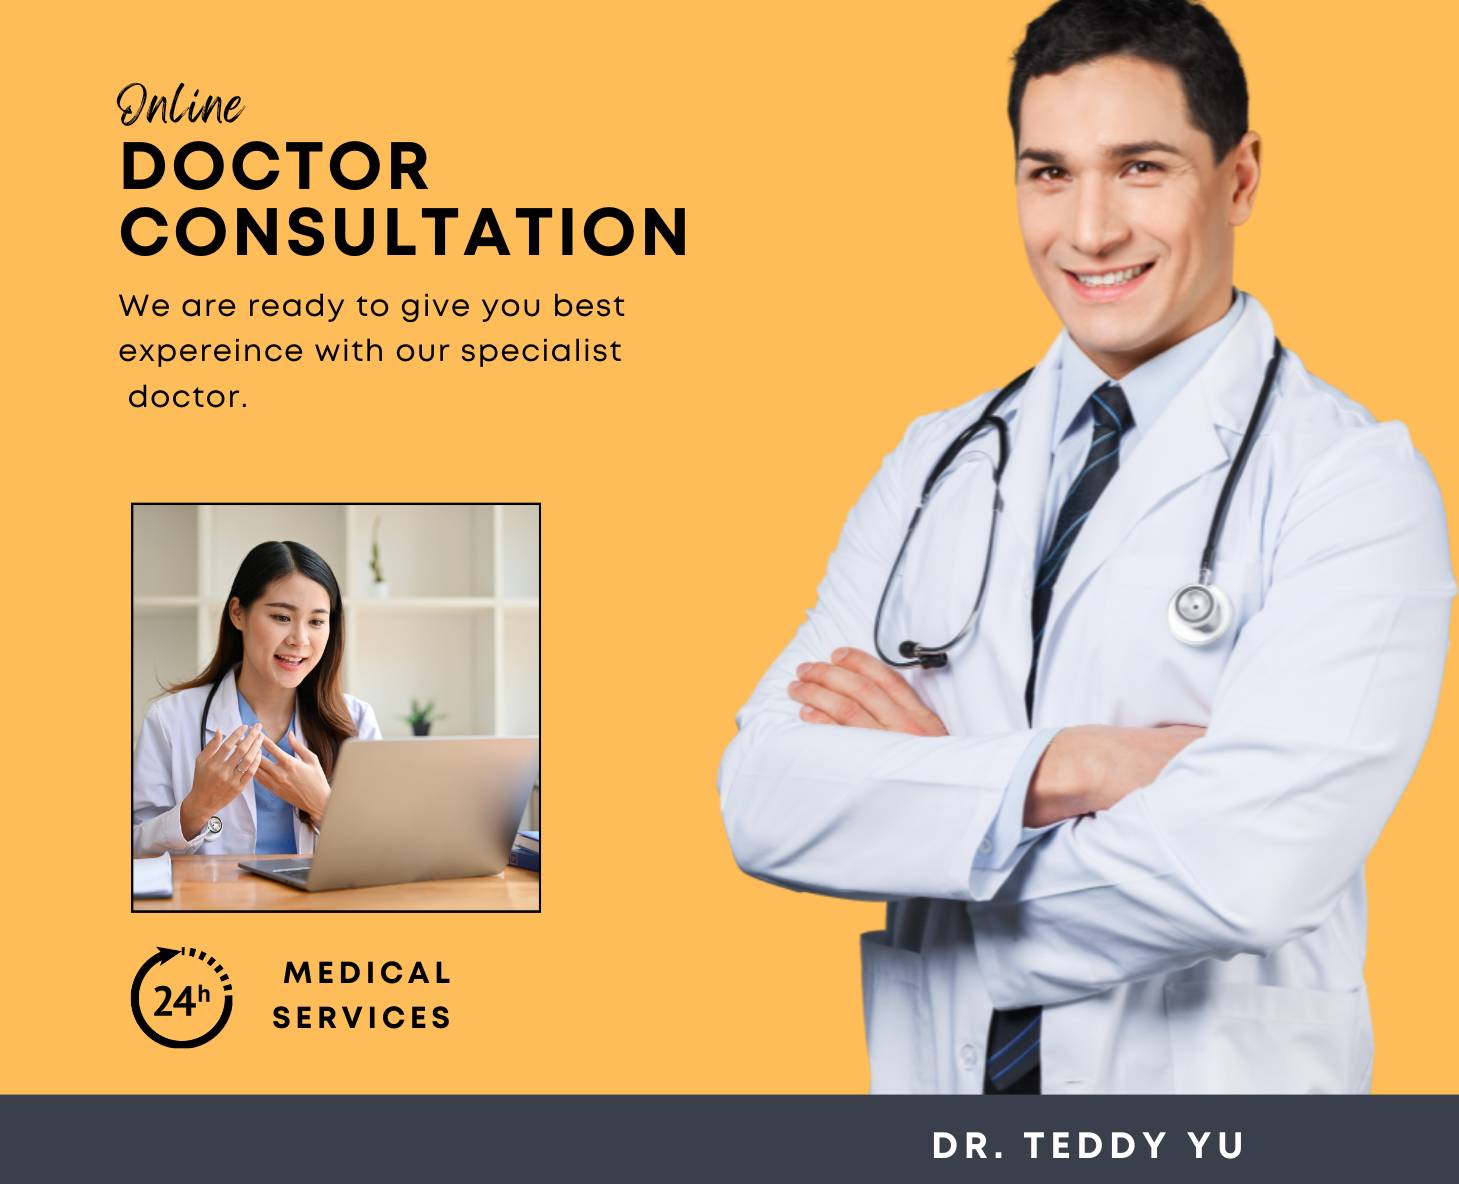 Online
DOCTOR
CONSULTATION
We are ready to give you best
expereince with our specialist
doctor.
24h
MEDICAL
SERVICES
DR. TEDDY YU